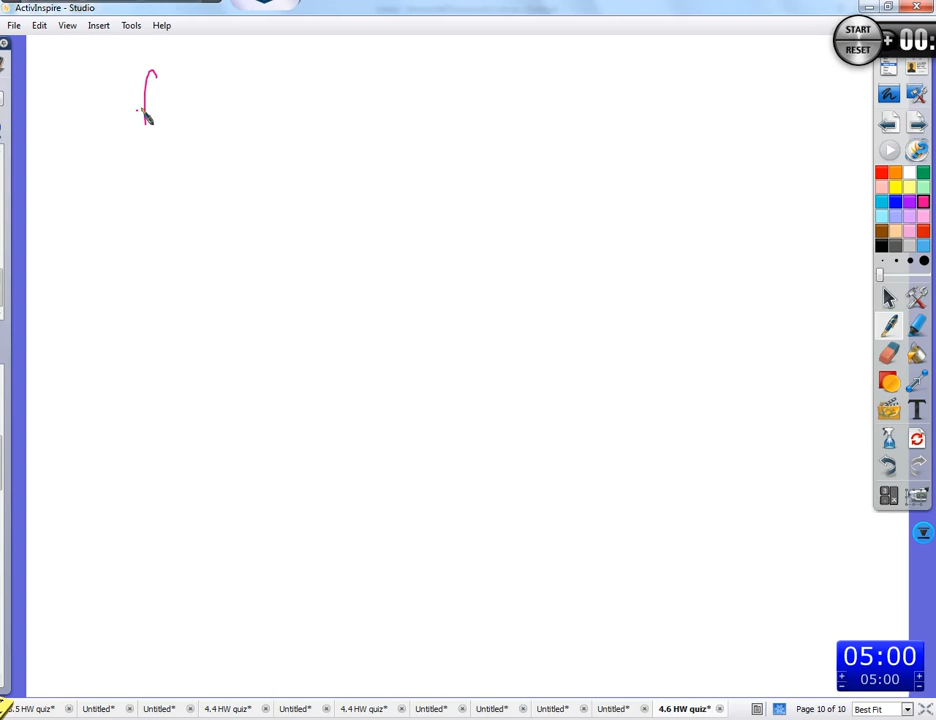 ActivInspire - Studio
File Edit View Insert Tools Help
START
RESET
+ 00:
T
05:00
05:00
.5 HW quiz* Untitled* Untitled* 4.4 HW quiz* Untitled* 4.4 HW quiz* Untitled* Untitled* Untitled* Untitled* 4.6 HW quiz* Page 10 of 10 Best Fit